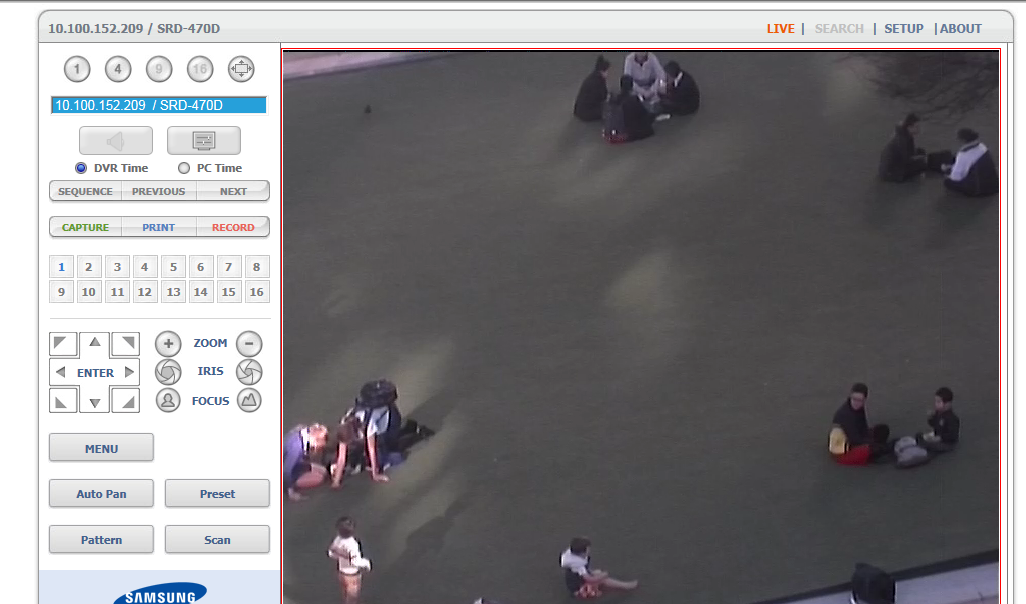 10.100.152.209 / SRD-470D
LIVE | SEARCH | SETUP | ABOUT
1 4 9 16
10.100.152.209 / SRD-470D
DVR Time PC Time
SEQUENCE PREVIOUS NEXT
CAPTURE PRINT RECORD
1 2 3 4 5 6 7 8
9 10 11 12 13 14 15 16
ZOOM
ENTER IRIS
FOCUS
MENU
Auto Pan Preset
Pattern Scan
SAMSUNG